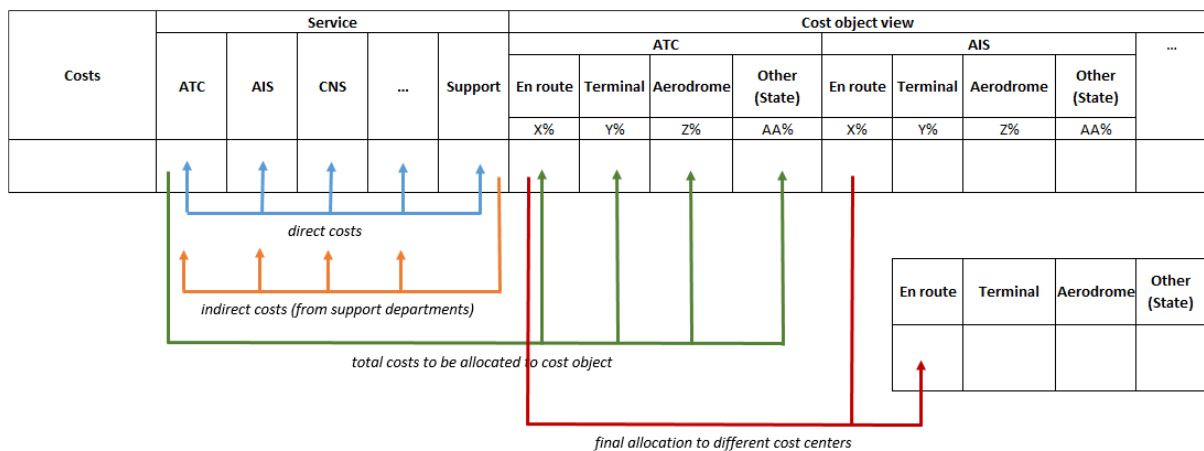 Service
Cost object view
Costs
ATC
AIS
CNS
...
Support
ATC
AIS
...
En route
Terminal
Aerodrome
Other
(State)
En route
Terminal
Aerodrome
Other
(State)
X%
Y%
Z%
AA%
X%
Y%
Z%
AA%
direct costs
indirect costs (from support departments)
total costs to be allocated to cost object
En route
Terminal
Aerodrome
Other
(State)
final allocation to different cost centers